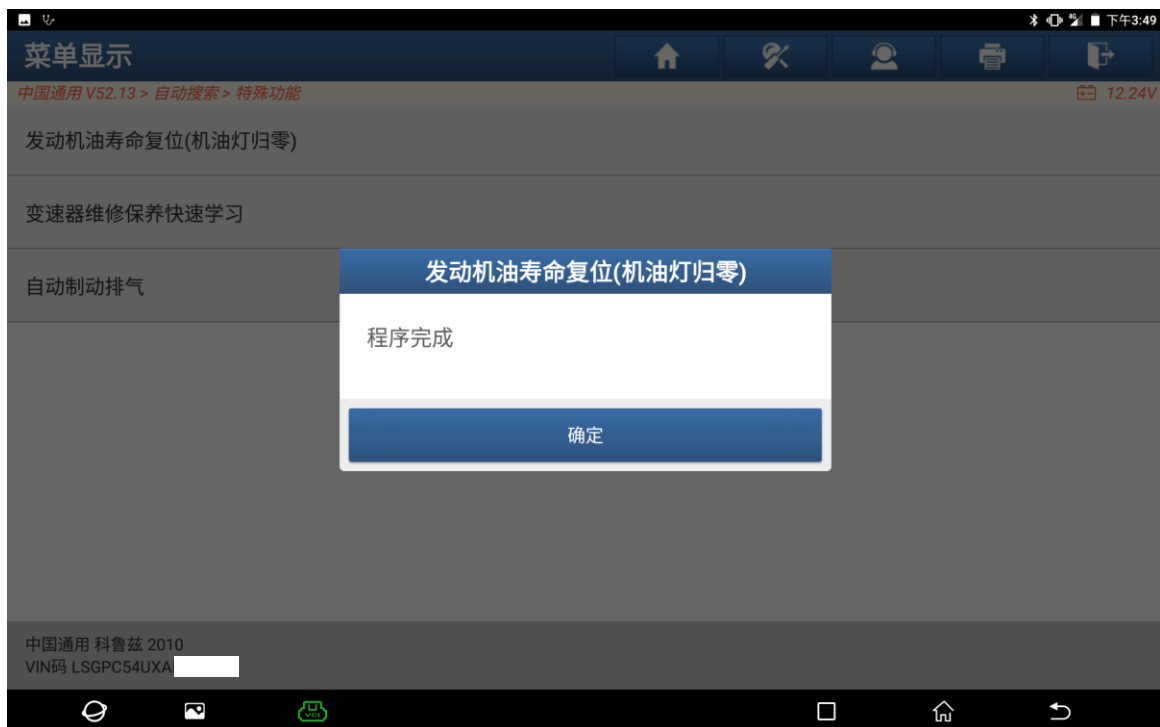 下午3:49
菜单显示
中国通用 V52.13 > 自动搜索 > 特殊功能
12.24V
发动机油寿命复位(机油灯归零)
变速器维修保养快速学习
自动制动排气
发动机油寿命复位(机油灯归零)
程序完成
确定
中国通用 科鲁兹 2010
VIN码 LSGPC54UXA
VCI